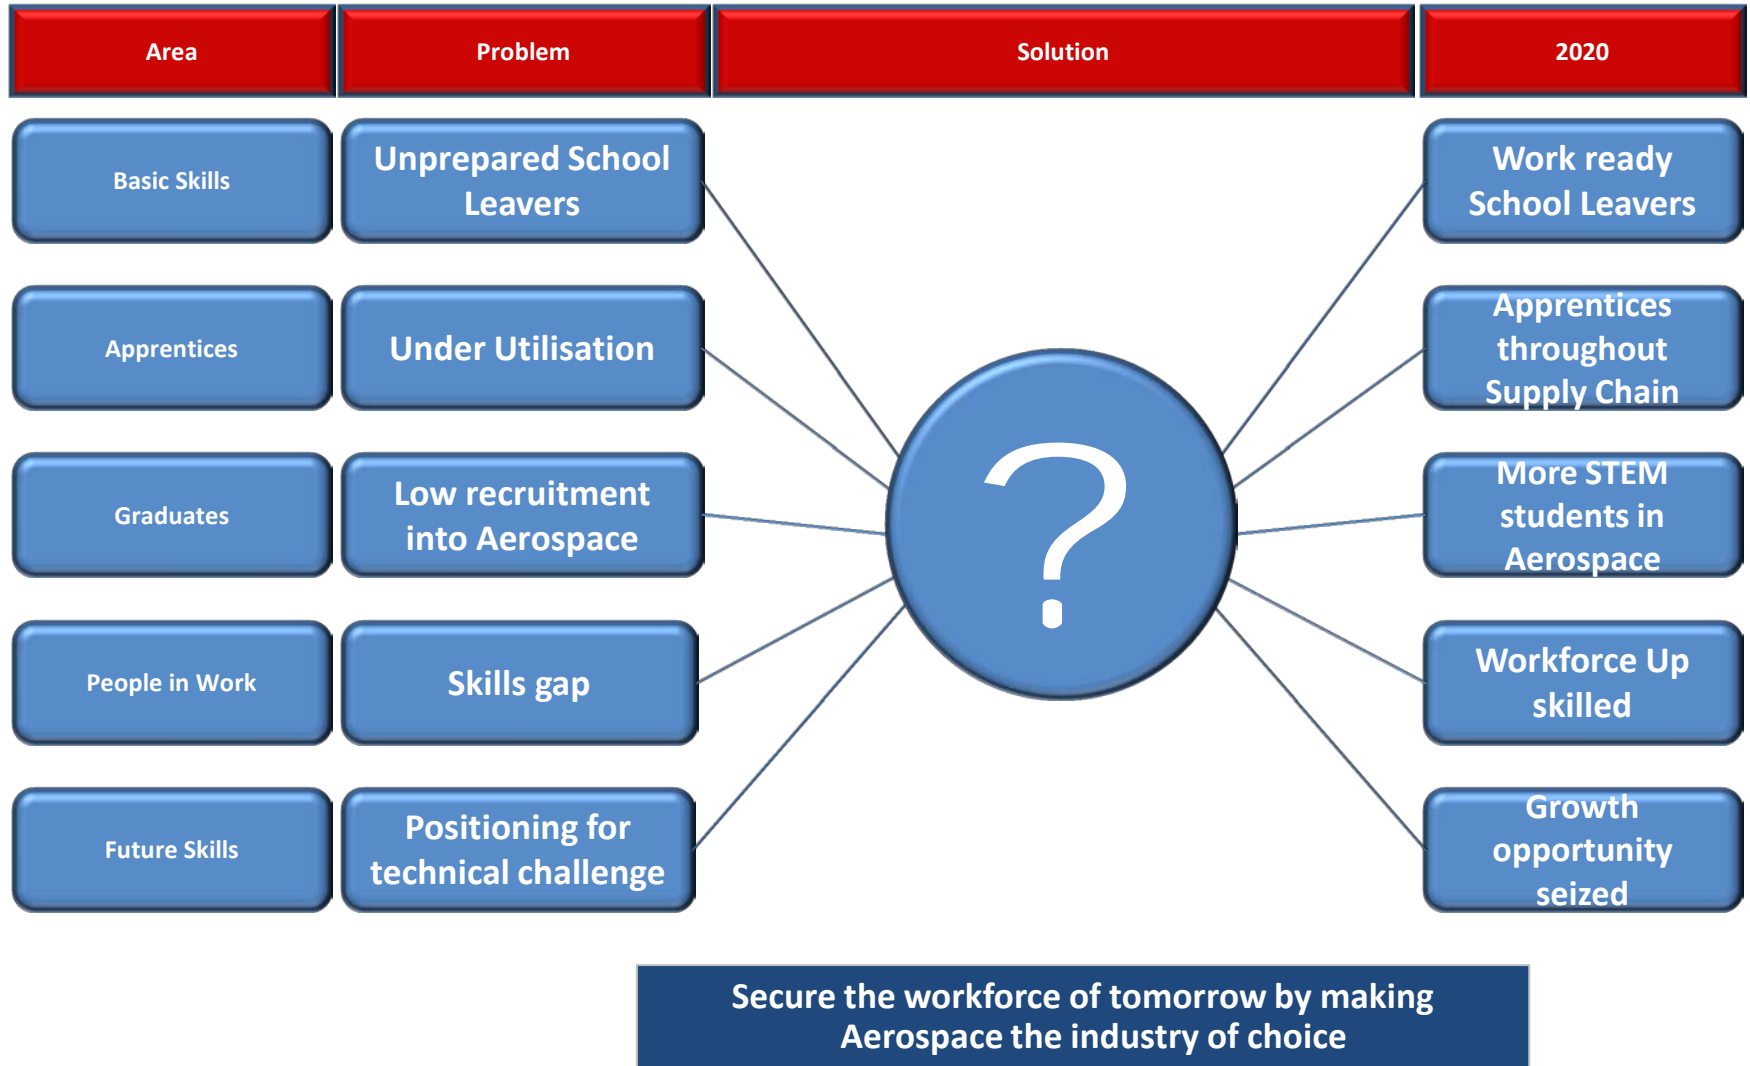 Area
Problem
Solution
2020
Basic Skills
Unprepared School
Leavers
Work ready
School Leavers
Apprentices
Under Utilisation
Apprentices
throughout
Supply Chain
Graduates
Low recruitment
into Aerospace
?
More STEM
students in
Aerospace
People in Work
Skills gap
Workforce Up
skilled
Future Skills
Positioning for
technical challenge
Growth
opportunity
seized
Secure the workforce of tomorrow by making
Aerospace the industry of choice